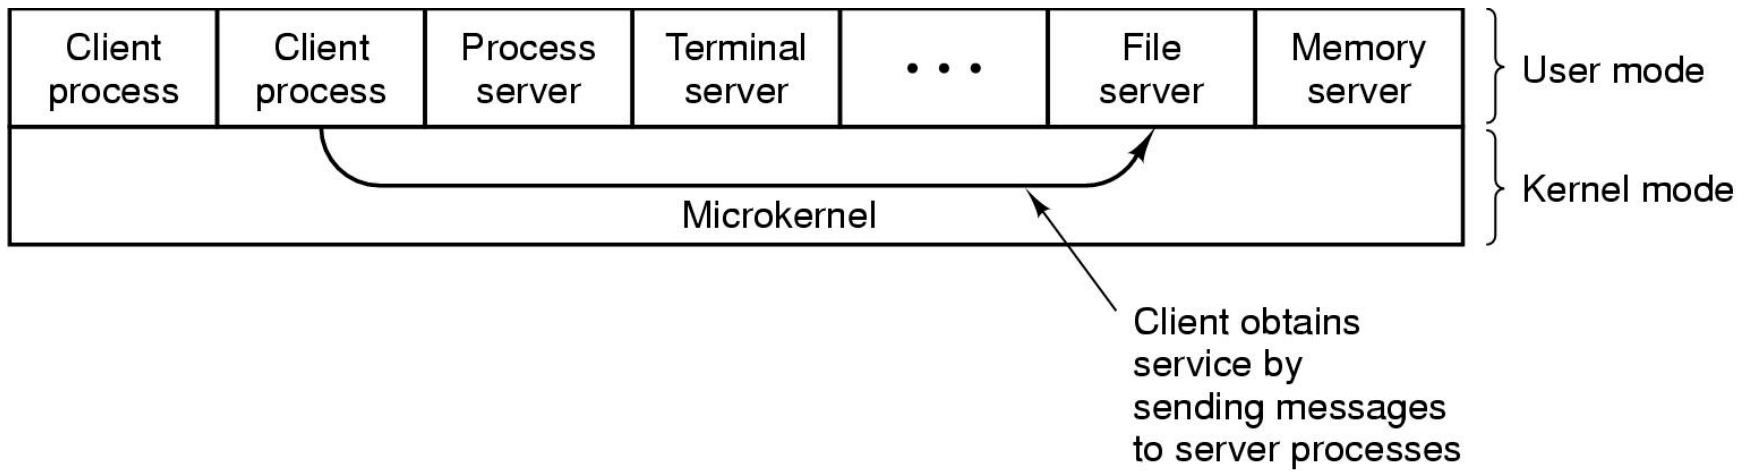 Client
process
Client
process
Process
server
Terminal
server
• • •
File
server
Memory
server
User mode
Microkernel
Kernel mode
Client obtains
service by
sending messages
to server processes